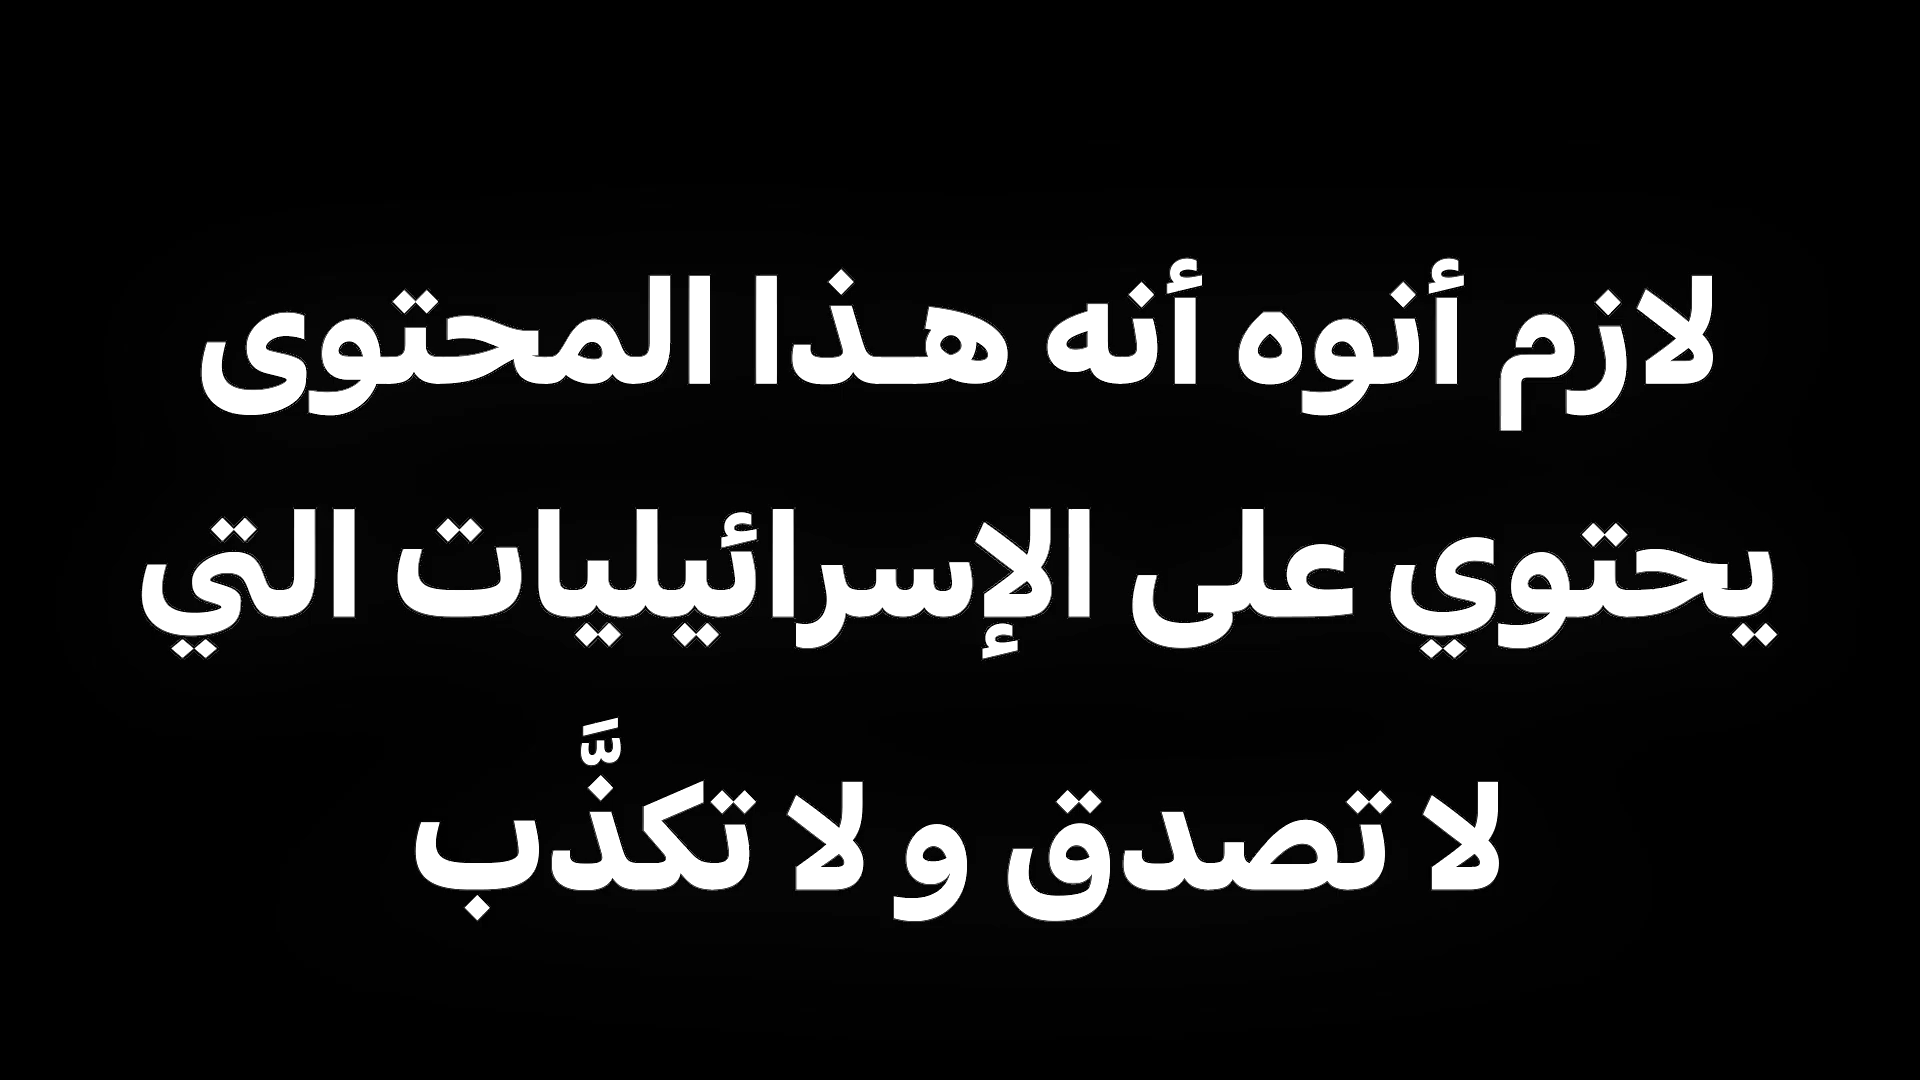 لازم أنوه أنه هـذا المحتوى
يحتوي على الإسرائيليات التي
لا تصدق و لا تكذَّب